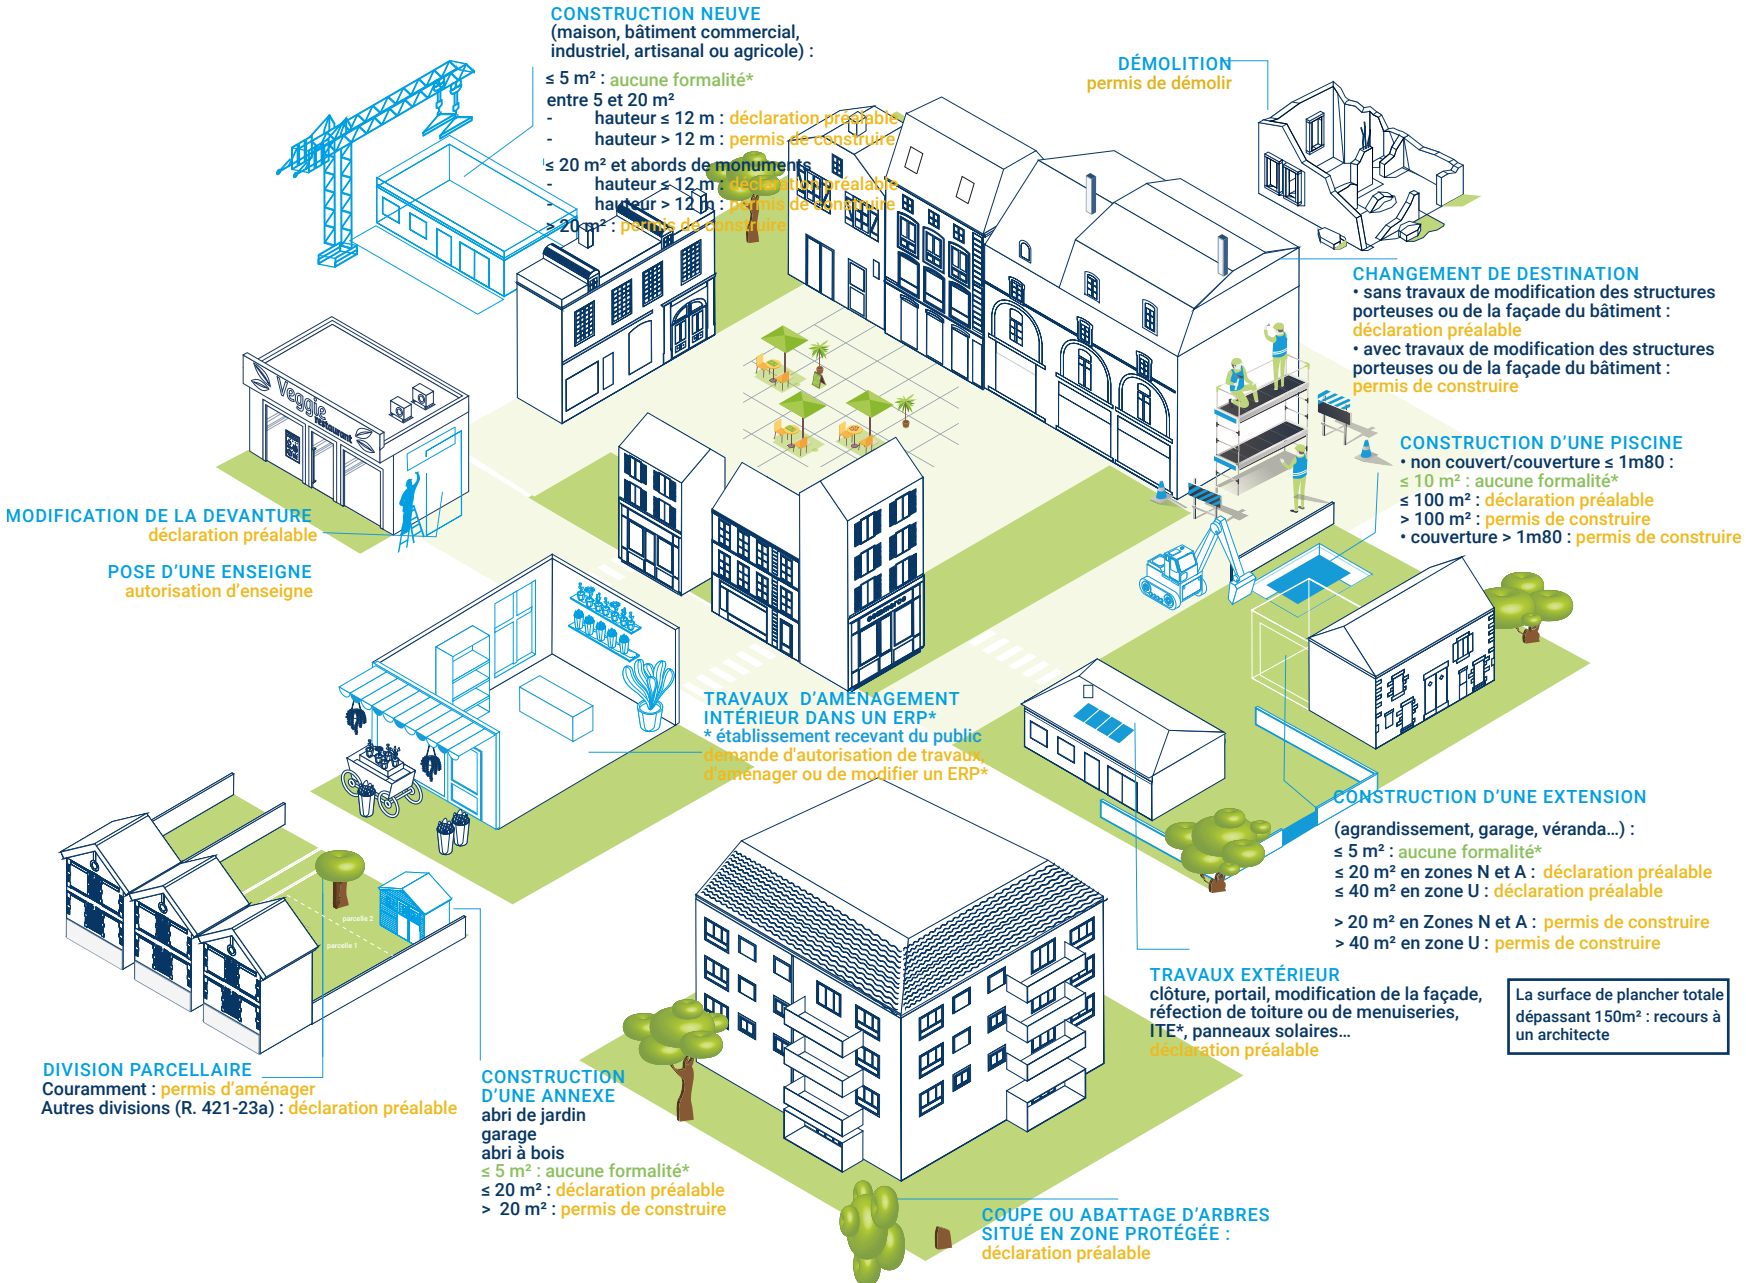 CONSTRUCTION NEUVE
(maison, bâtiment commercial,
industriel, artisanal ou agricole) :
≤ 5 m² : aucune formalité*
entre 5 et 20 m²
- hauteur ≤ 12 m : déclaration préalable
- hauteur > 12 m : permis de construire
≤ 20 m² et abords de monuments
- hauteur ≤ 12 m : déclaration préalable
- hauteur > 12 m : permis de construire
> 20 m² : permis de construire
DÉMOLITION
permis de démolir
CHANGEMENT DE DESTINATION
• sans travaux de modification des structures
porteuses ou de la façade du bâtiment :
déclaration préalable
• avec travaux de modification des structures
porteuses ou de la façade du bâtiment :
permis de construire
CONSTRUCTION D'UNE PISCINE
• non couvert/couverture ≤ 1m80 :
≤ 10 m² : aucune formalité*
≤ 100 m² : déclaration préalable
> 100 m² : permis de construire
• couverture > 1m80 : permis de construire
Veggie
restaurant
MODIFICATION DE LA DEVANTURE
déclaration préalable
POSE D'UNE ENSEIGNE
autorisation d'enseigne
TRAVAUX D'AMÉNAGEMENT
INTÉRIEUR DANS UN ERP*
* établissement recevant du public
demande d'autorisation de travaux,
d'aménager ou de modifier un ERP*
CONSTRUCTION D'UNE EXTENSION
(agrandissement, garage, véranda...) :
≤ 5 m² : aucune formalité*
≤ 20 m² en zones N et A : déclaration préalable
≤ 40 m² en zone U : déclaration préalable
> 20 m² en Zones N et A : permis de construire
> 40 m² en zone U : permis de construire
TRAVAUX EXTÉRIEUR
clôture, portail, modification de la façade,
réfection de toiture ou de menuiseries,
ITE*, panneaux solaires...
déclaration préalable
La surface de plancher totale
dépassant 150m² : recours à
un architecte
parcelle 2
parcelle 1
DIVISION PARCELLAIRE
Couramment : permis d'aménager
Autres divisions (R. 421-23a) : déclaration préalable
CONSTRUCTION
D'UNE ANNEXE
abri de jardin
garage
abri à bois
≤ 5 m² : aucune formalité*
≤ 20 m² : déclaration préalable
> 20 m² : permis de construire
COUPE OU ABATTAGE D'ARBRES
SITUÉ EN ZONE PROTÉGÉE :
déclaration préalable